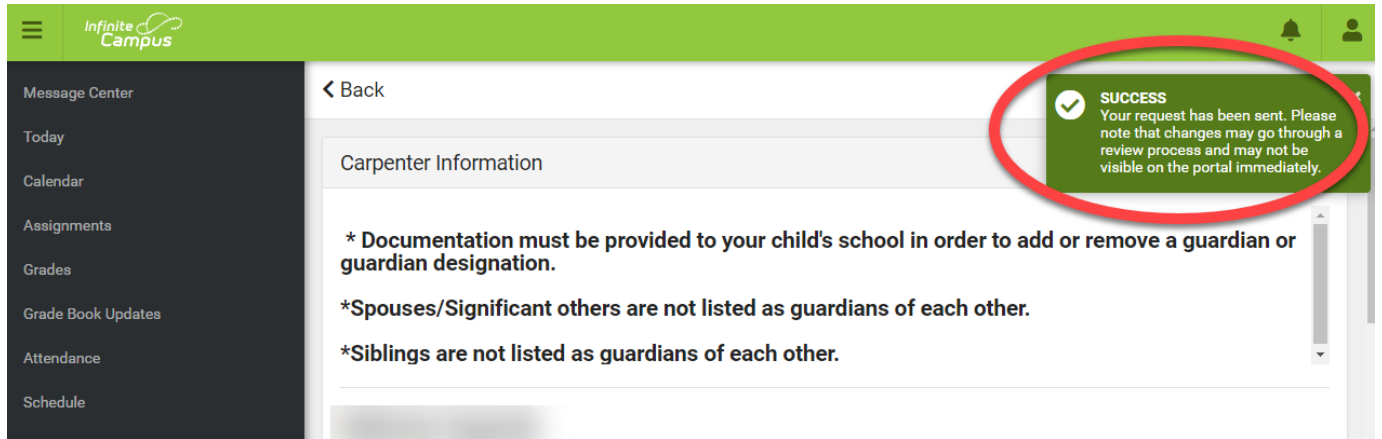 Infinite
Campus
Message Center
Today
Calendar
Assignments
Grades
Grade Book Updates
Attendance
Schedule
Back
SUCCESS
Your request has been sent. Please
note that changes may go through a
review process and may not be
visible on the portal immediately.
Carpenter Information
* Documentation must be provided to your child's school in order to add or remove a guardian or
guardian designation.
*Spouses/Significant others are not listed as guardians of each other.
*Siblings are not listed as guardians of each other.